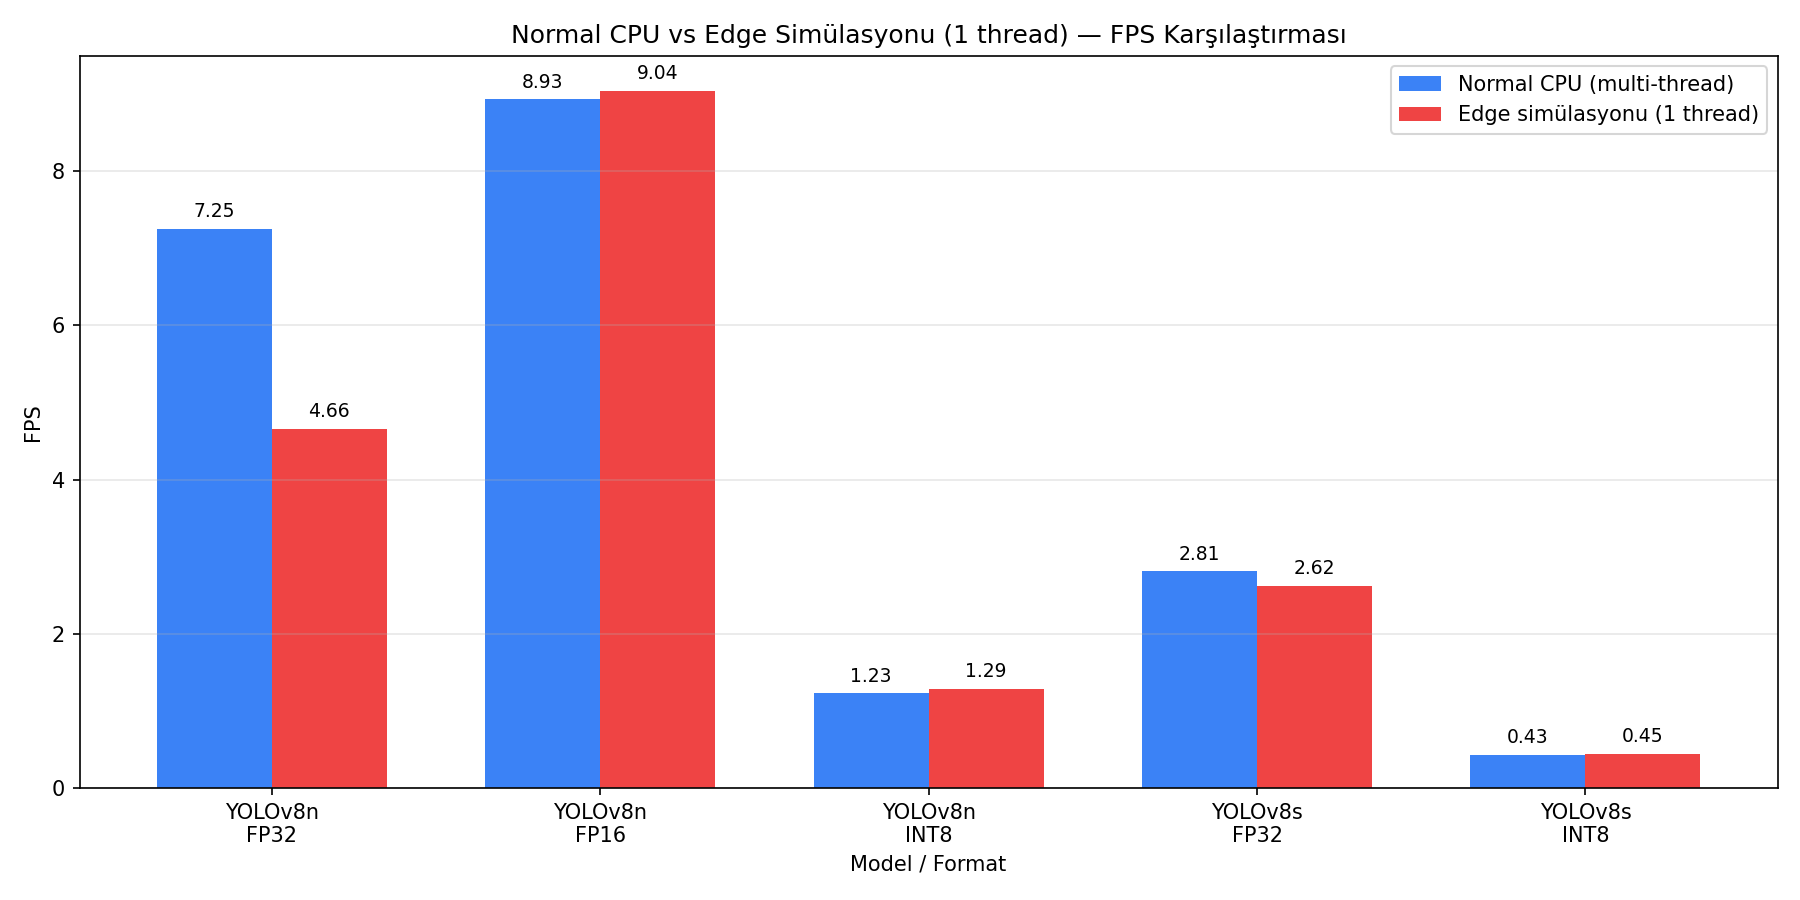 Normal CPU vs Edge Simülasyonu (1 thread) — FPS Karşılaştırması
Normal CPU (multi-thread)
Edge simülasyonu (1 thread)
FPS
8
6
4
2
0
7.25
4.66
8.93
9.04
1.23
1.29
2.81
2.62
0.43
0.45
YOLOv8n
FP32
YOLOv8n
FP16
YOLOv8n
INT8
YOLOv8s
FP32
YOLOv8s
INT8
Model / Format